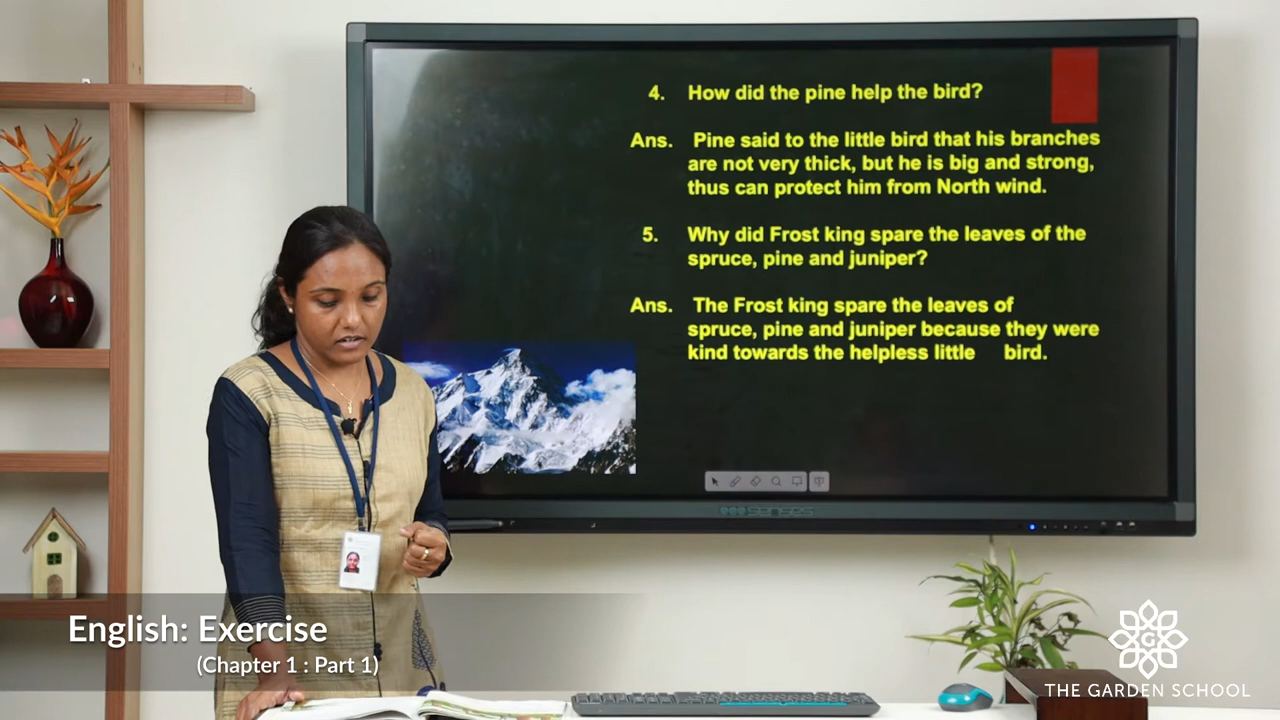 4. How did the pine help the bird?
Ans. Pine said to the little bird that his branches
are not very thick, but he is big and strong,
thus can protect him from North wind.
5. Why did Frost king spare the leaves of the
spruce, pine and juniper?
Ans. The Frost king spare the leaves of
spruce, pine and juniper because they were
kind towards the helpless little bird.
English: Exercise
(Chapter 1 : Part 1)
G
THE GARDEN SCHOOL